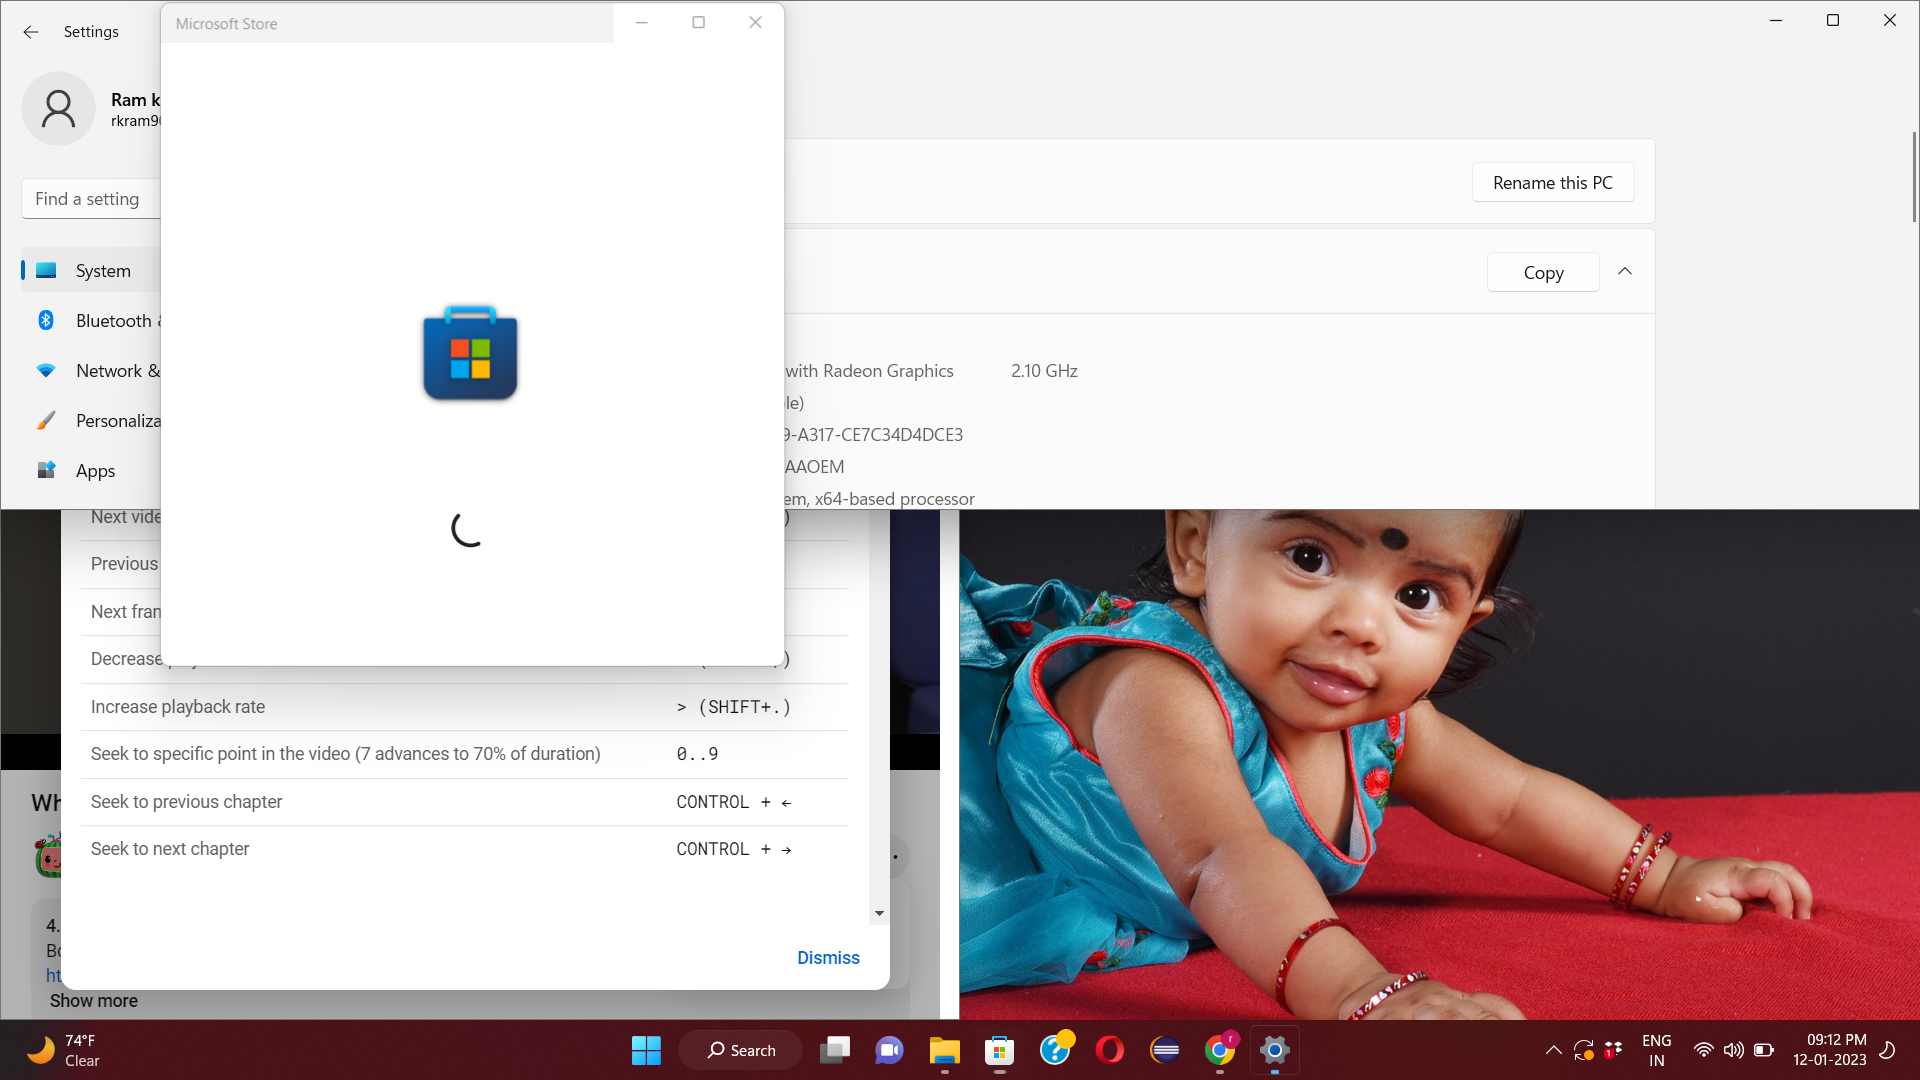 Settings
Ram k
rkram90
Find a setting
System
Bluetooth &
Network &
Personaliza
Apps
Microsoft Store
Rename this PC
Copy
with Radeon Graphics 2.10 GHz
le)
9-A317-CE7C34D4DCE3
AAOEM
em, x64-based processor
Next vide
Previous
Next fran
Decrease
Increase playback rate > (SHIFT+.)
Seek to specific point in the video (7 advances to 70% of duration) 0..9
Seek to previous chapter CONTROL + ←
Seek to next chapter CONTROL + →
Dismiss
Wh
4.
Bo
ht
Show more
74°F
Clear
Search
r
1
ENG
IN
09:12 PM
12-01-2023